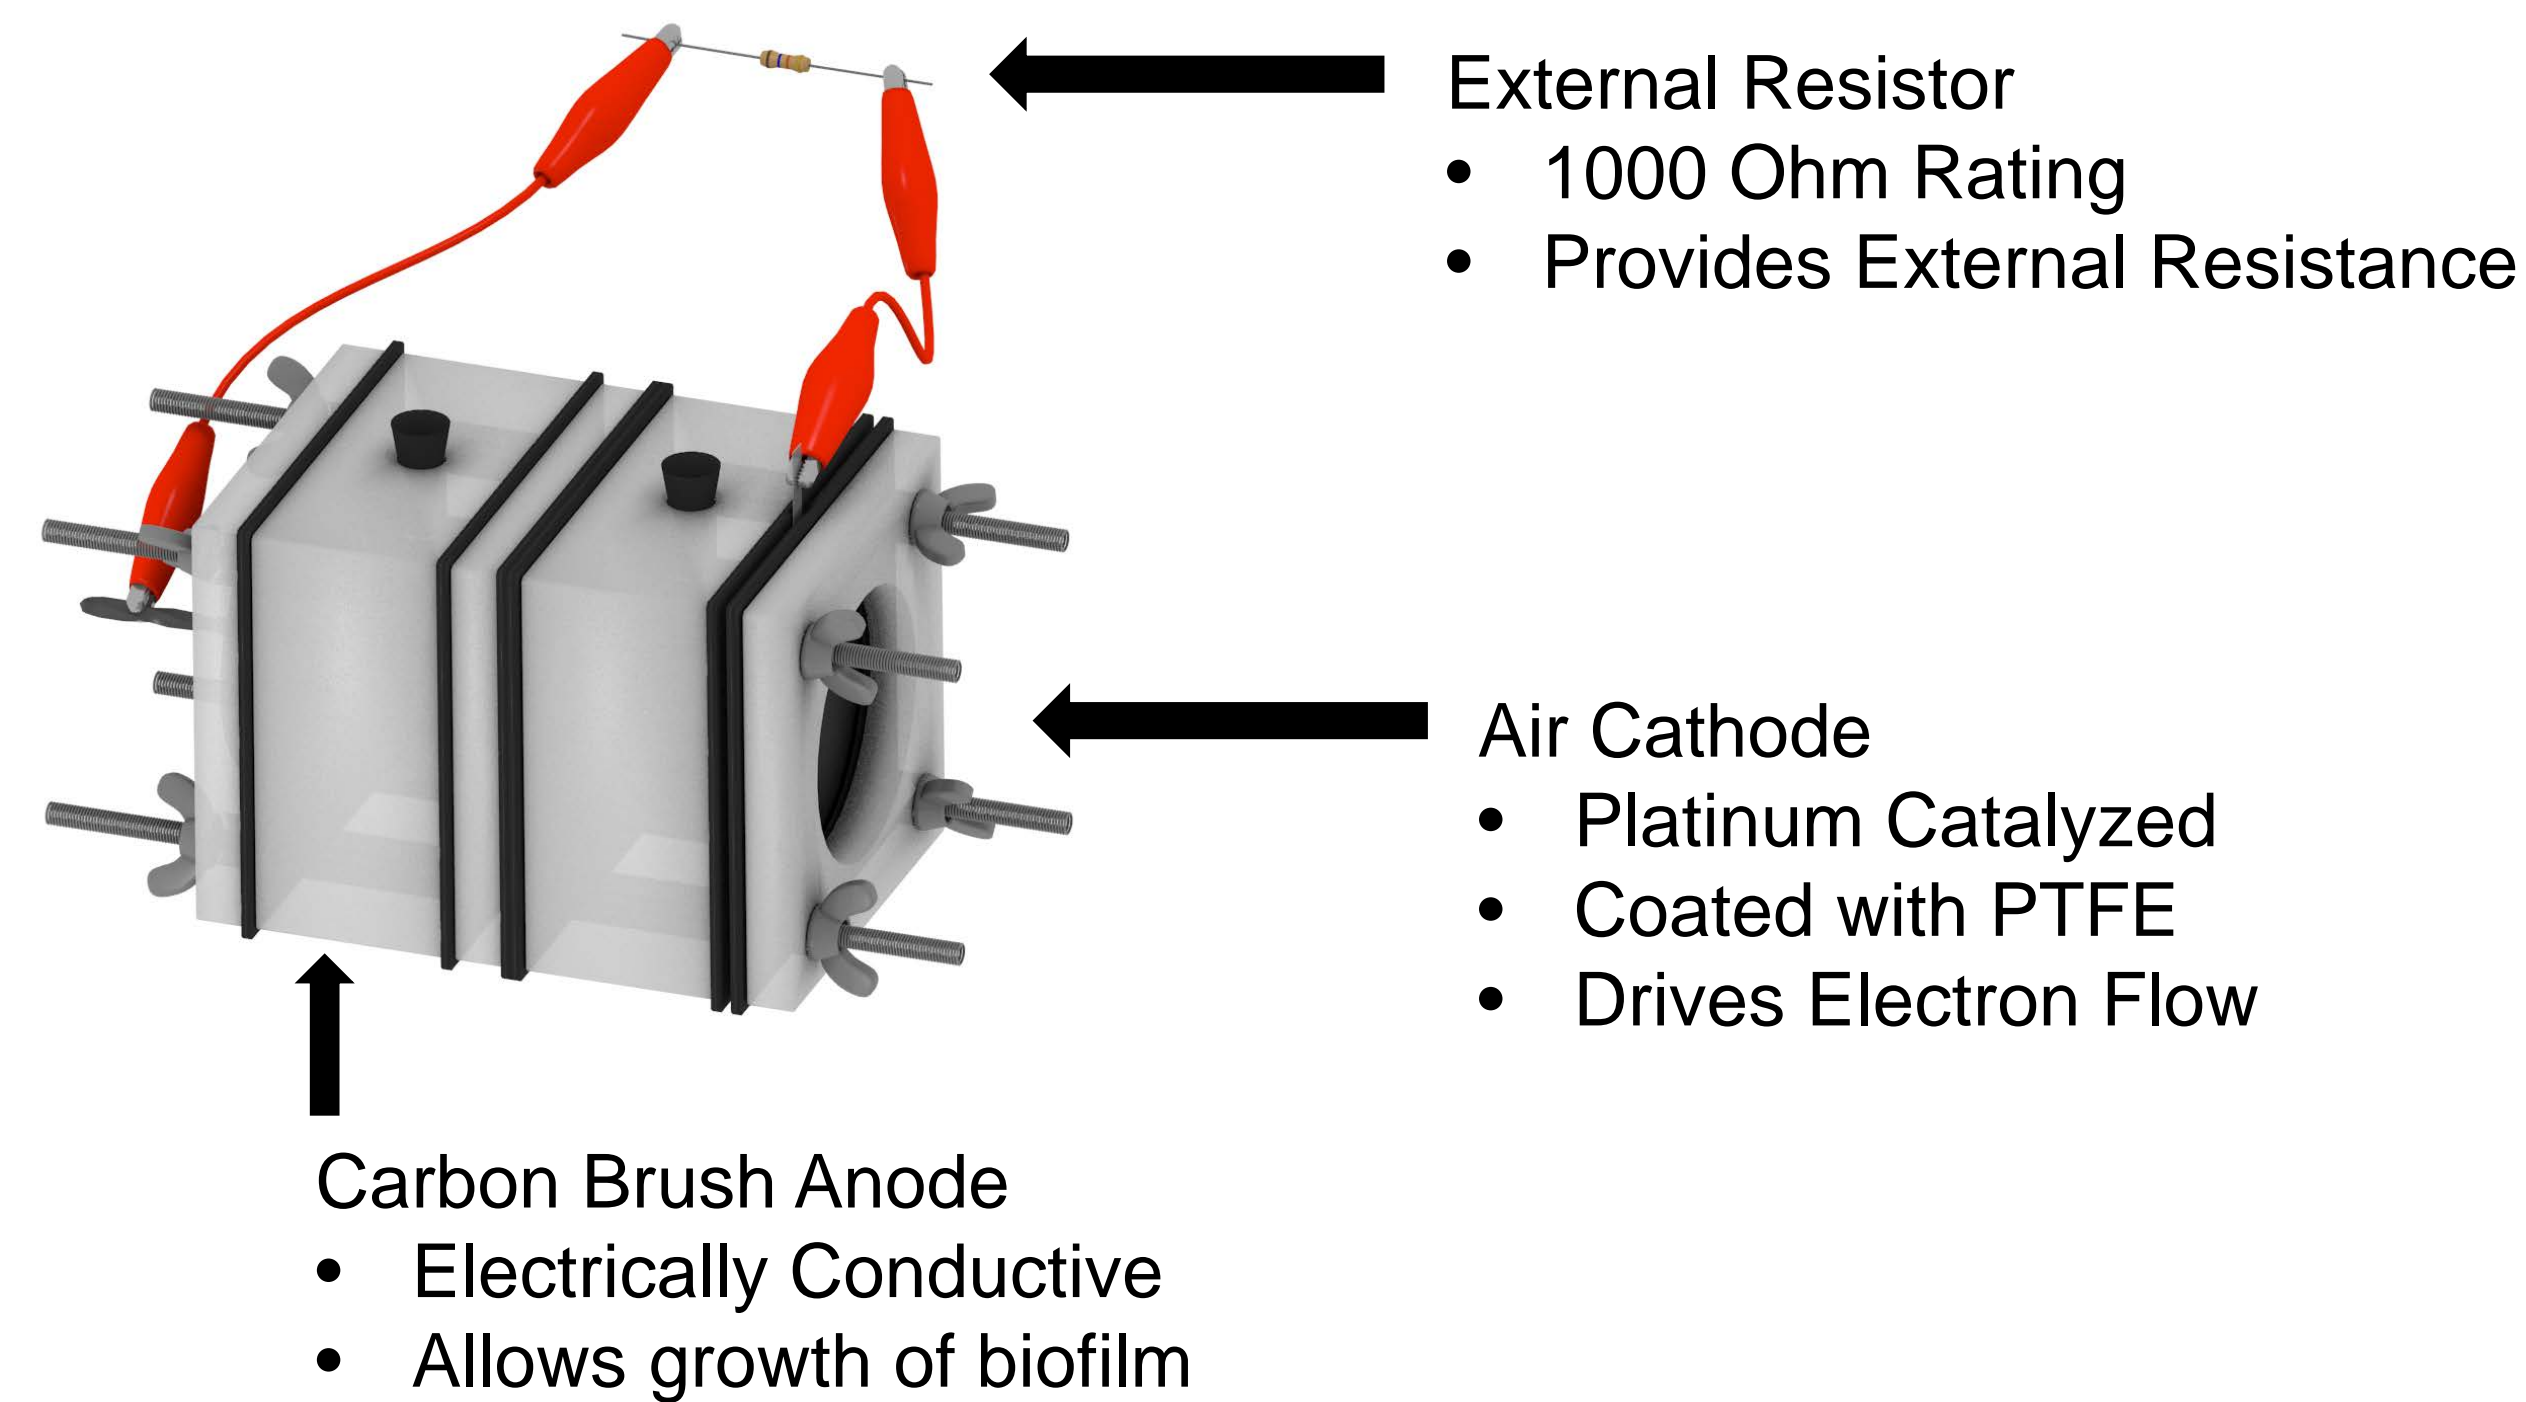 External Resistor
• 1000 Ohm Rating
• Provides External Resistance
Air Cathode
• Platinum Catalyzed
• Coated with PTFE
• Drives Electron Flow
Carbon Brush Anode
• Electrically Conductive
• Allows growth of biofilm